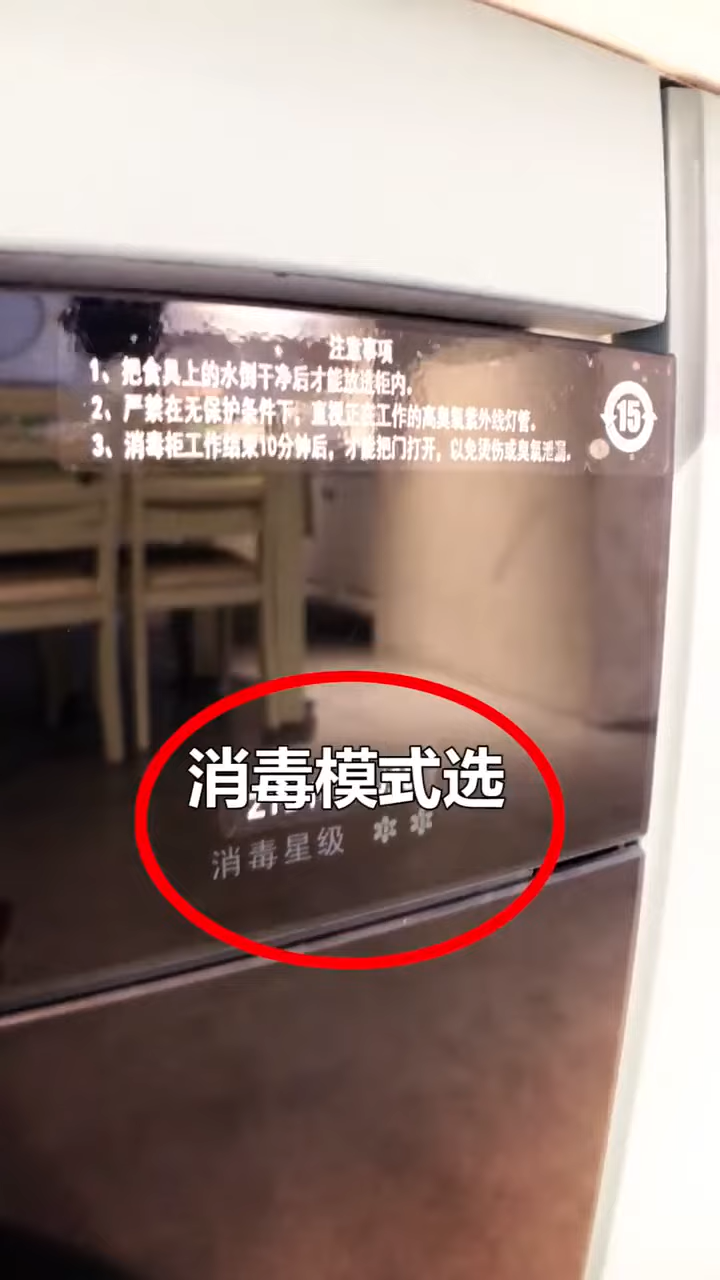 注意事项
1、把食具上的水倒干净后才能放进柜内。
2、严禁在无保护条件下，直视正在工作的高臭氧紫外线灯管。
3、消毒柜工作结束10分钟后，才能把门打开，以免烫伤或臭氧泄漏。
15
消毒模式选
消毒星级